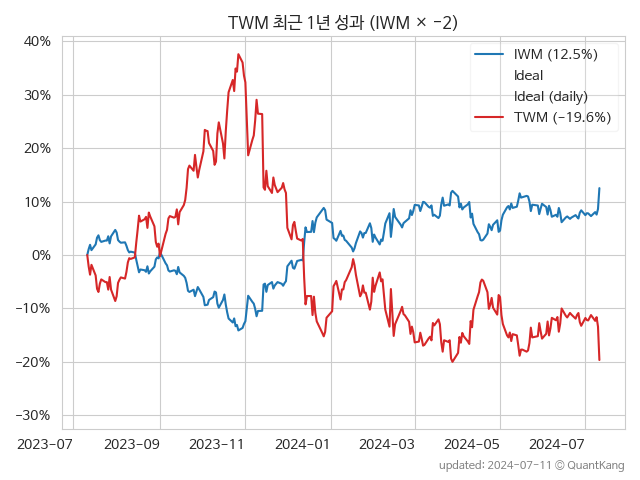 TWM 최근 1년 성과 (IWM × −2)
40%
30%
20%
10%
0%
−10%
−20%
−30%
IWM (12.5%)
Ideal
Ideal (daily)
TWM (−19.6%)
2023-07 2023-09 2023-11 2024-01 2024-03 2024-05 2024-07
updated: 2024-07-11 © QuantKang